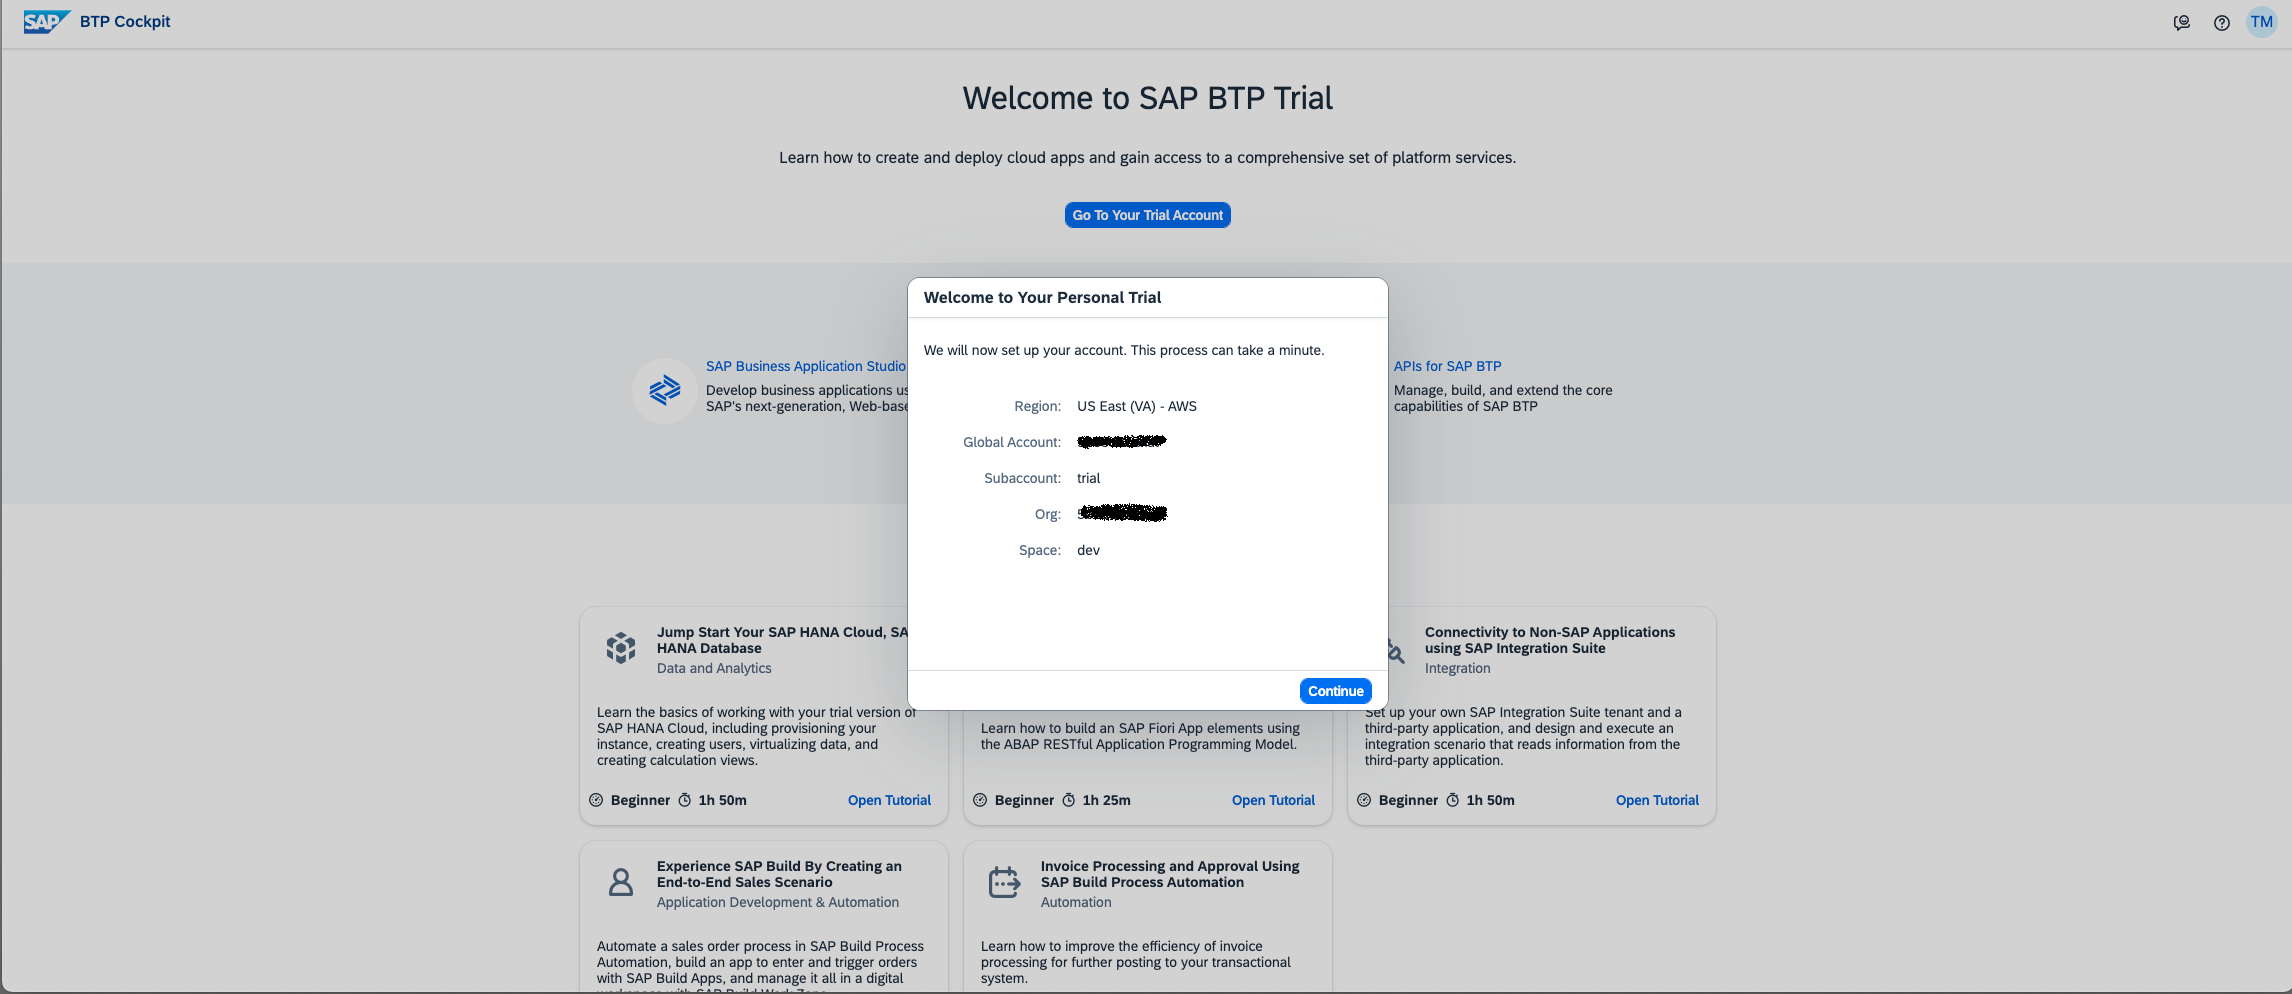 SAP BTP Cockpit
TM
Welcome to SAP BTP Trial
Learn how to create and deploy cloud apps and gain access to a comprehensive set of platform services.
Go To Your Trial Account
Welcome to Your Personal Trial
We will now set up your account. This process can take a minute.
Region: US East (VA) - AWS
Global Account:
Subaccount: trial
Org:
Space: dev
Continue
SAP Business Application Studio
Develop business applications us
SAP's next-generation, Web-base
APIs for SAP BTP
Manage, build, and extend the core
capabilities of SAP BTP
Jump Start Your SAP HANA Cloud, SA
HANA Database
Data and Analytics
Learn the basics of working with your trial version of
SAP HANA Cloud, including provisioning your
instance, creating users, virtualizing data, and
creating calculation views.
Beginner 1h 50m Open Tutorial
Learn how to build an SAP Fiori App elements using
the ABAP RESTful Application Programming Model.
Beginner 1h 25m Open Tutorial
Connectivity to Non-SAP Applications
using SAP Integration Suite
Integration
Set up your own SAP Integration Suite tenant and a
third-party application, and design and execute an
integration scenario that reads information from the
third-party application.
Beginner 1h 50m Open Tutorial
Experience SAP Build By Creating an
End-to-End Sales Scenario
Application Development & Automation
Automate a sales order process in SAP Build Process
Automation, build an app to enter and trigger orders
with SAP Build Apps, and manage it all in a digital
Invoice Processing and Approval Using
SAP Build Process Automation
Automation
Learn how to improve the efficiency of invoice
processing for further posting to your transactional
system.